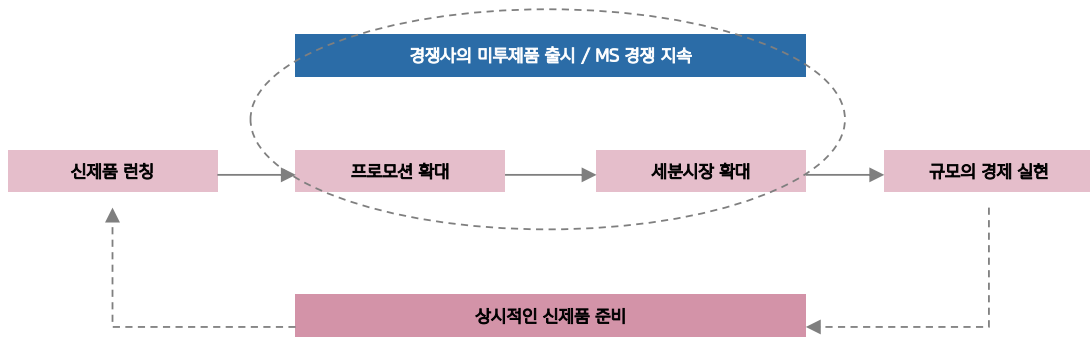 경쟁사의 미투제품 출시 / MS 경쟁 지속
신제품 런칭
프로모션 확대
세분시장 확대
규모의 경제 실현
상시적인 신제품 준비